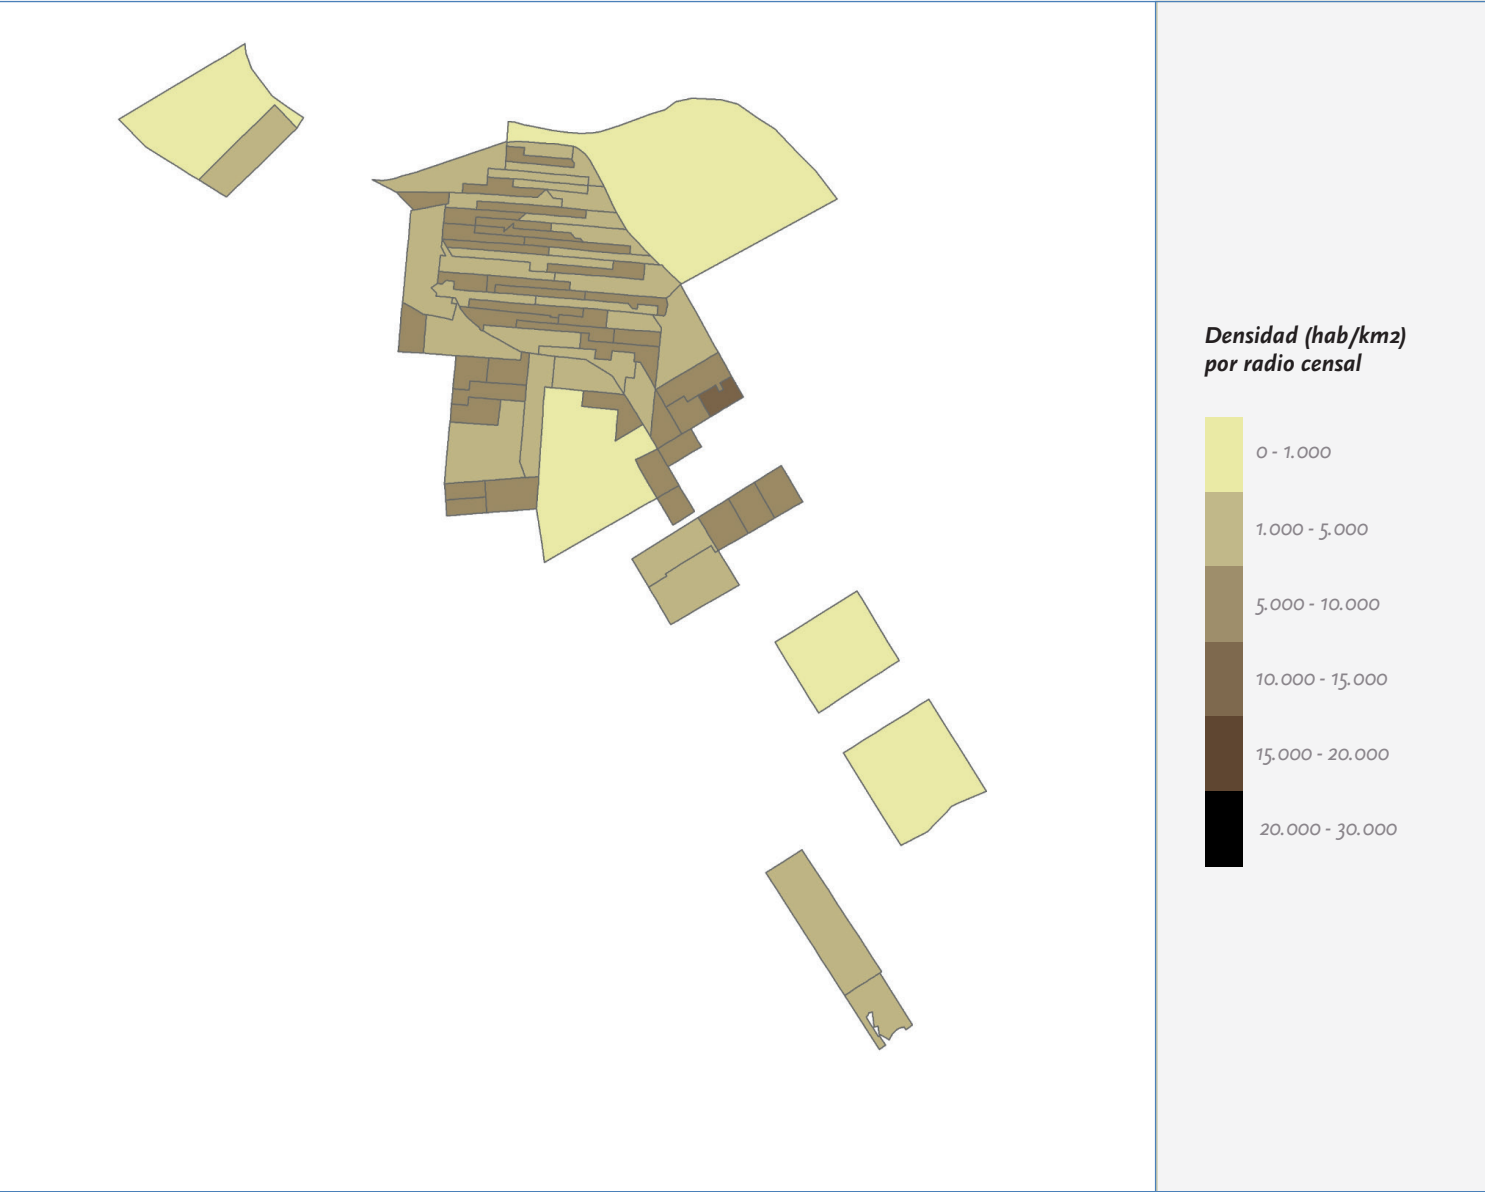 Densidad (hab/km2)
por radio censal
0 - 1.000
1.000 - 5.000
5.000 - 10.000
10.000 - 15.000
15.000 - 20.000
20.000 - 30.000